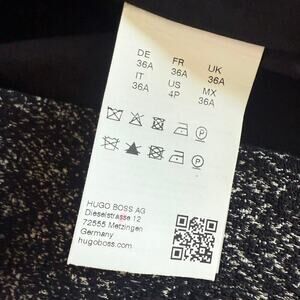 DE FR UK
36A 36A 36A
IT US MX
36A 4P 36A
HUGO BOSS AG
Dieselstrasse 12
72555 Metzingen
Germany
hugoboss.com